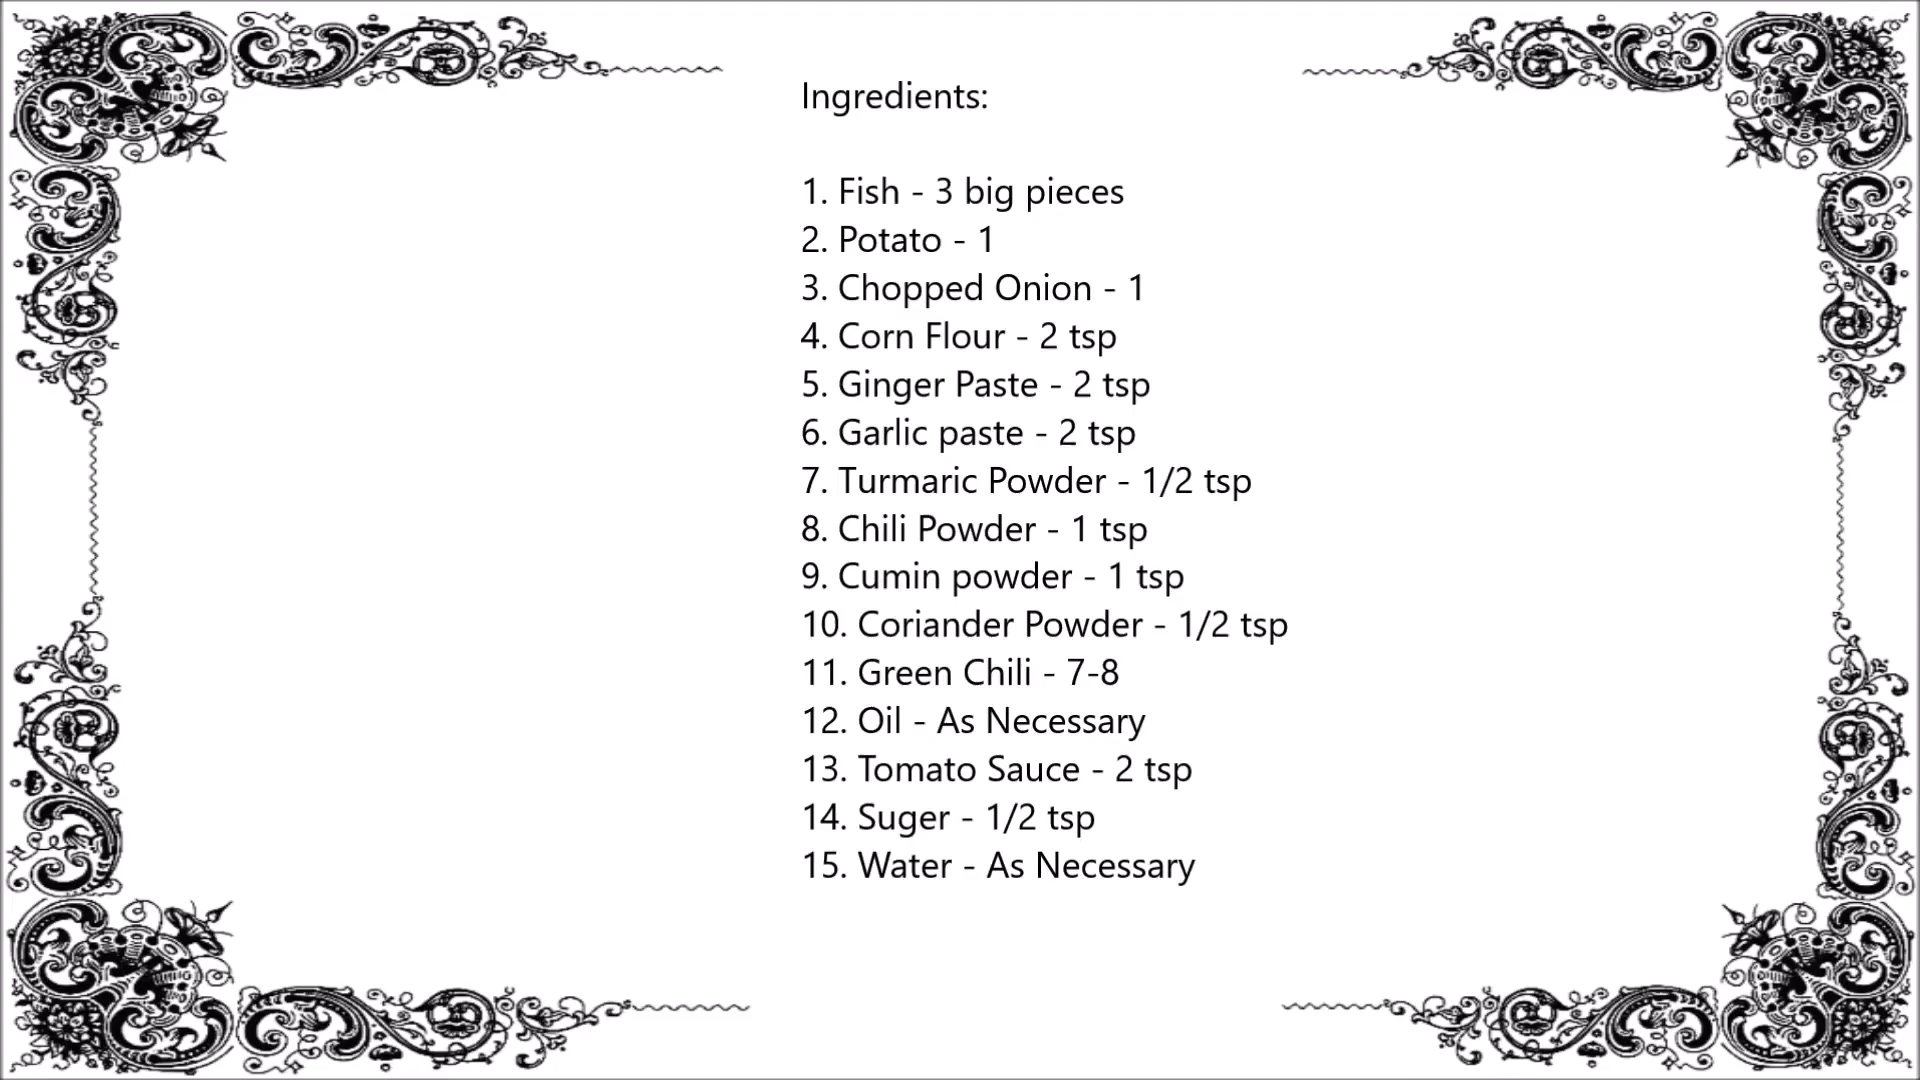 Ingredients:
1. Fish - 3 big pieces
2. Potato - 1
3. Chopped Onion - 1
4. Corn Flour - 2 tsp
5. Ginger Paste - 2 tsp
6. Garlic paste - 2 tsp
7. Turmaric Powder - 1/2 tsp
8. Chili Powder - 1 tsp
9. Cumin powder - 1 tsp
10. Coriander Powder - 1/2 tsp
11. Green Chili - 7-8
12. Oil - As Necessary
13. Tomato Sauce - 2 tsp
14. Suger - 1/2 tsp
15. Water - As Necessary